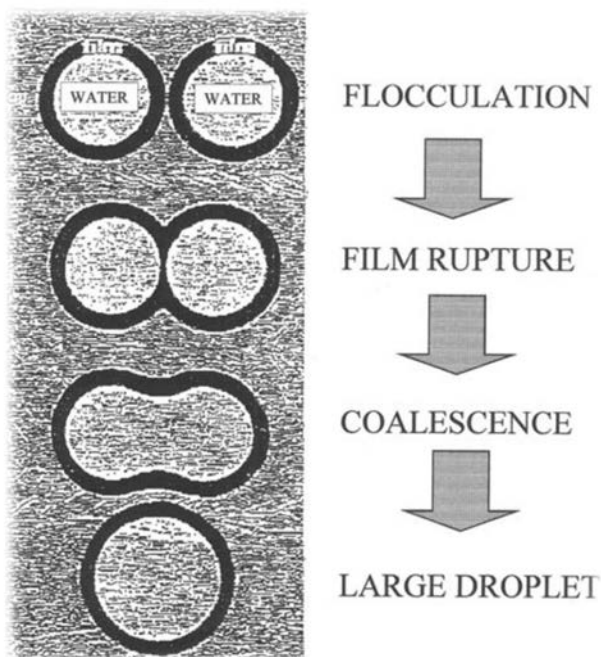 WATER
WATER
FLOCCULATION
FILM RUPTURE
COALESCENCE
LARGE DROPLET